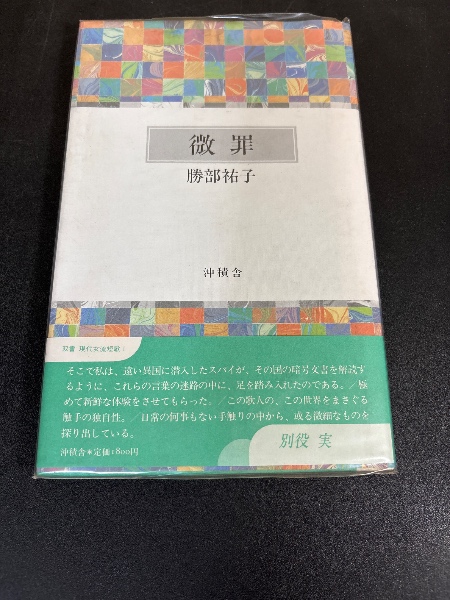 微罪
勝部祐子
沖積舎
双書 現代女流短歌
そこで私は、遠い異国に潜入したスパイが、その国の暗号文書を解読す
るように、これらの言葉の迷路の中に、足を踏み入れたのである。／極
めて新鮮な体験をさせてもらった。／この歌人の、この世界をまさぐる
触手の独自性。／日常の何事もない手触りの中から、或る微細なものを
探り出している。
別役 実
沖積舎＊定価1800円